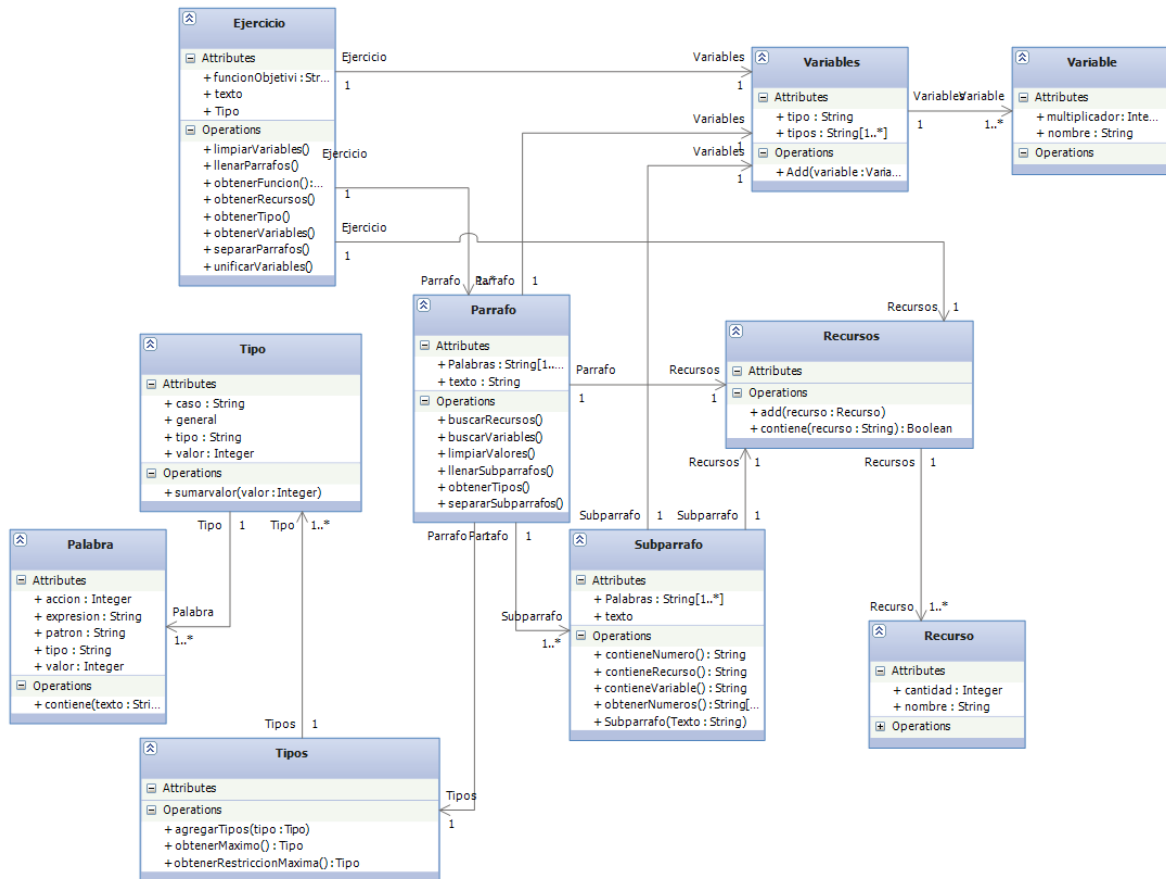 Ejercicio
Attributes
+ funcionObjetivi : Str...
+ texto
+ Tipo
Operations
+ limpiarVariables()
+ llenarParrafos()
+ obtenerFuncion():...
+ obtenerRecursos()
+ obtenerTipo()
+ obtenerVariables()
+ separarParrafos()
+ unificarVariables()
Ejercicio
1
Variables
1
Ejercicio
1
Parrafo
1..*
Ejercicio
1
Recursos
1
Variables
Attributes
+ tipo : String
+ tipos : String[1..*]
Operations
+ Add(variable :Varia...
Variables
1
Variable
1..*
Variable
Attributes
+ multiplicador : Inte...
+ nombre : String
Operations
Variables
1
Parrafo
1
Variables
1
Subparrafo
1
Parrafo
Attributes
+ Palabras : String[1.....
+ texto : String
Operations
+ buscarRecursos()
+ buscarVariables()
+ limpiarValores()
+ llenarSubparrafos()
+ obtenerTipos()
+ separarSubparrafos()
Parrafo
1
Recursos
1
Recursos
Attributes
Operations
+ add(recurso : Recurso)
+ contiene(recurso : String) : Boolean
Recursos
1
Subparrafo
1
Recursos
1
Recurso
1..*
Tipo
Attributes
+ caso : String
+ general
+ tipo : String
+ valor : Integer
Operations
+ sumarvalor(valor :Integer)
Tipo
1
Palabra
1..*
Tipo
1..*
Tipos
1
Parrafo
1
Tipos
1
Parrafo
1
Subparrafo
1..*
Palabra
Attributes
+ accion : Integer
+ expresion : String
+ patron : String
+ tipo : String
+ valor : Integer
Operations
+ contiene(texto : Stri...
Subparrafo
Attributes
+ Palabras : String[1..*]
+ texto
Operations
+ contieneNumero() : String
+ contieneRecurso() : String
+ contieneVariable() : String
+ obtenerNumeros() : String[...
+ Subparrafo(Texto : String)
Recurso
Attributes
+ cantidad : Integer
+ nombre : String
Operations
Tipos
Attributes
Operations
+ agregarTipos(tipo :Tipo)
+ obtenerMaximo() : Tipo
+ obtenerRestriccionMaxima() : Tipo